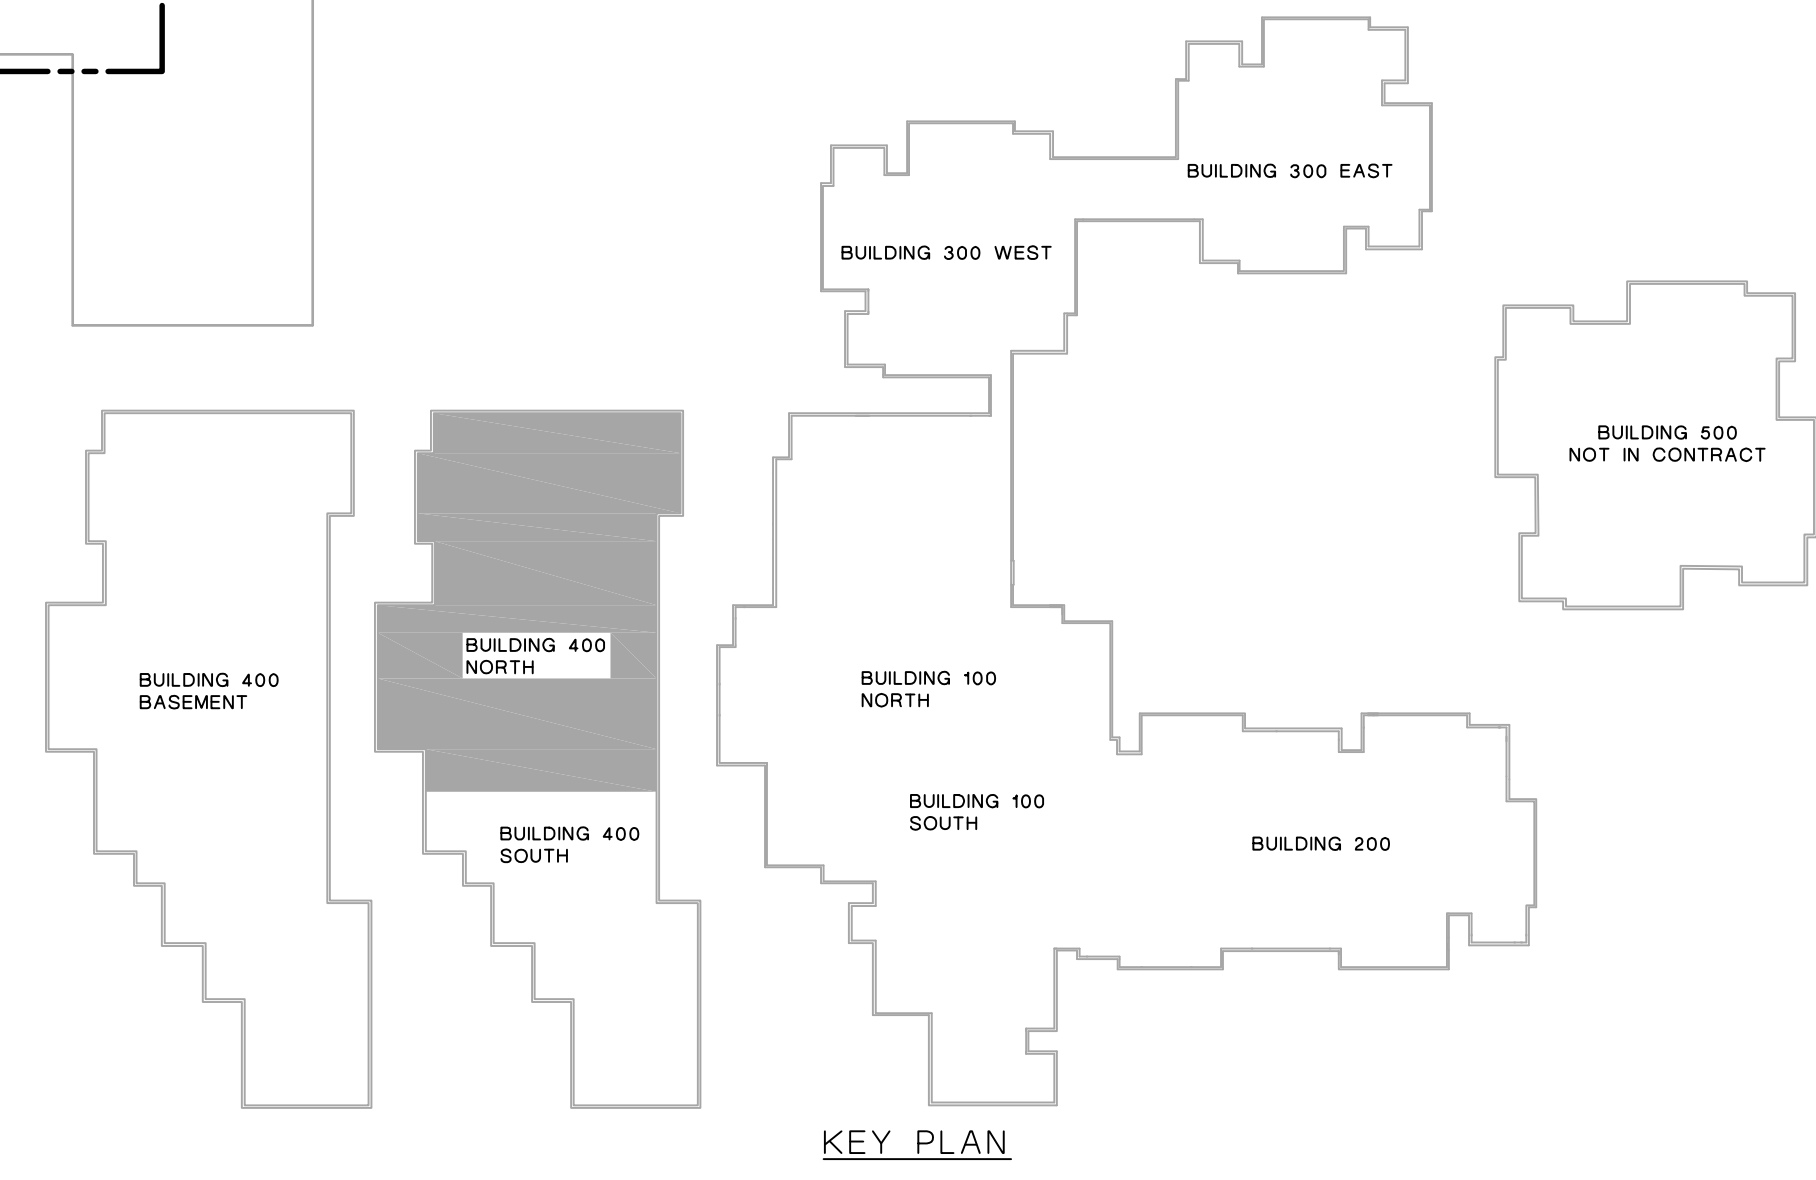 BUILDING 300 EAST
BUILDING 300 WEST
BUILDING 500
NOT IN CONTRACT
BUILDING 400
NORTH
BUILDING 400
BASEMENT
BUILDING 100
NORTH
BUILDING 100
SOUTH
BUILDING 400
SOUTH
BUILDING 200
KEY PLAN